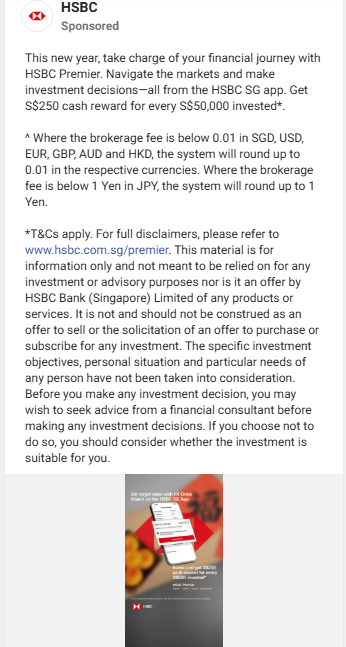 HSBC
Sponsored
This new year, take charge of your financial journey with
HSBC Premier. Navigate the markets and make
investment decisions—all from the HSBC SG app. Get
S$250 cash reward for every S$50,000 invested*.
^ Where the brokerage fee is below 0.01 in SGD, USD,
EUR, GBP, AUD and HKD, the system will round up to
0.01 in the respective currencies. Where the brokerage
fee is below 1 Yen in JPY, the system will round up to 1
Yen.
*T&Cs apply. For full disclaimers, please refer to
www.hsbc.com.sg/premier. This material is for
information only and not meant to be relied on for any
investment or advisory purposes nor is it an offer by
HSBC Bank (Singapore) Limited of any products or
services. It is not and should not be construed as an
offer to sell or the solicitation of an offer to purchase or
subscribe for any investment. The specific investment
objectives, personal situation and particular needs of
any person have not been taken into consideration.
Before you make any investment decision, you may
wish to seek advice from a financial consultant before
making any investment decisions. If you choose not to
do so, you should consider whether the investment is
suitable for you.
Set target rates with FX Order
Watch on the HSBC SG App
Invest and get S$250
cash reward for every
S$50,000 invested*
HSBC Premier
HSBC